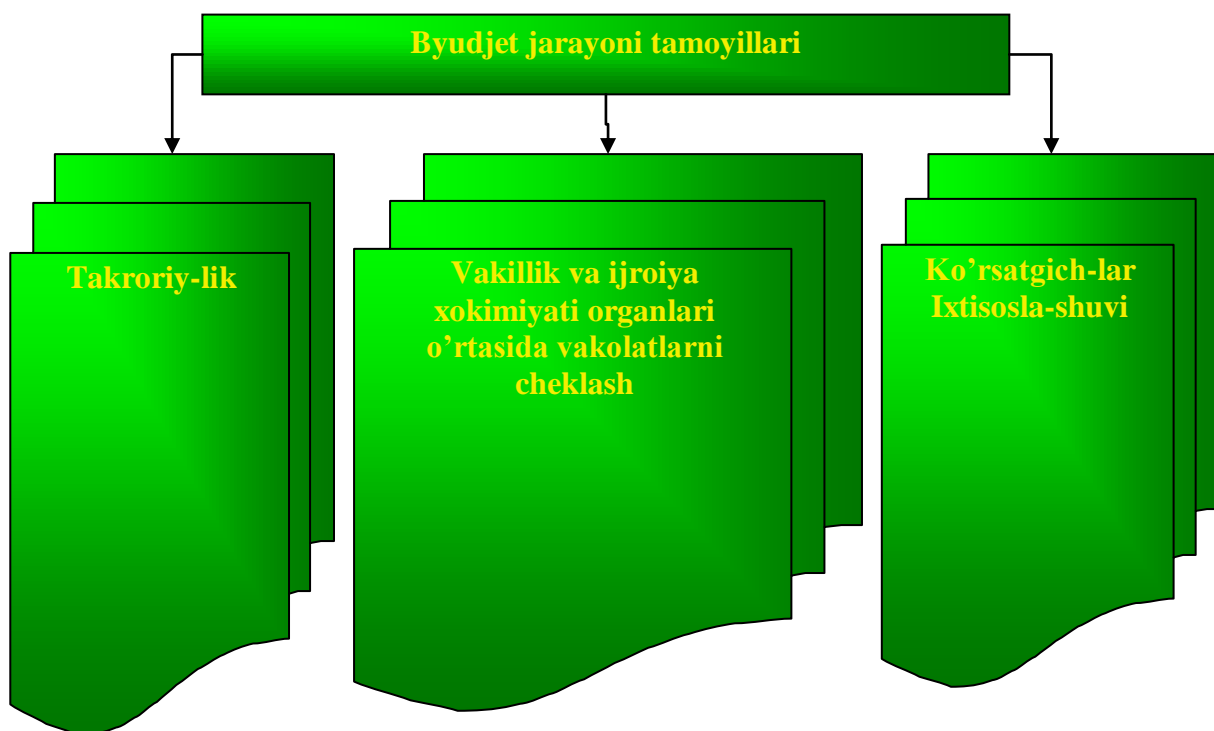 Byudjet jarayoni tamoyillari
Takroriy-lik
Vakillik va ijroiya
xokimiyati organlari
o’rtasida vakolatlarni
cheklash
Ko’rsatgich-lar
Ixtisosla-shuvi